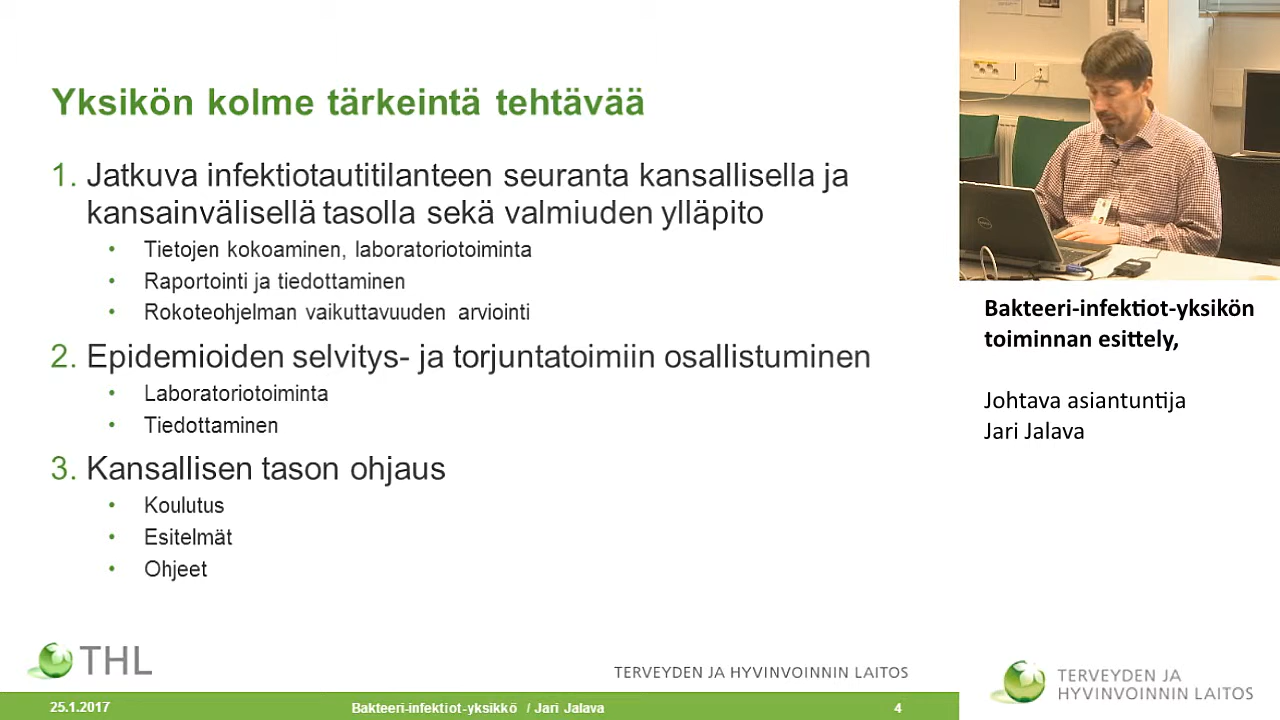 Yksikön kolme tärkeintä tehtävää
1. Jatkuva infektiotautitilanteen seuranta kansallisella ja
kansainvälisellä tasolla sekä valmiuden ylläpito
• Tietojen kokoaminen, laboratoriotoiminta
• Raportointi ja tiedottaminen
• Rokoteohjelman vaikuttavuuden arviointi
2. Epidemioiden selvitys- ja torjuntatoimiin osallistuminen
• Laboratoriotoiminta
• Tiedottaminen
3. Kansallisen tason ohjaus
• Koulutus
• Esitelmät
• Ohjeet
THL
TERVEYDEN JA HYVINVOINNIN LAITOS
25.1.2017
Bakteeri-infektiot-yksikkö / Jari Jalava
4
Bakteeri-infektiot-yksikön
toiminnan esittely,
Johtava asiantuntija
Jari Jalava
TERVEYDEN JA
HYVINVOINNIN LAITOS